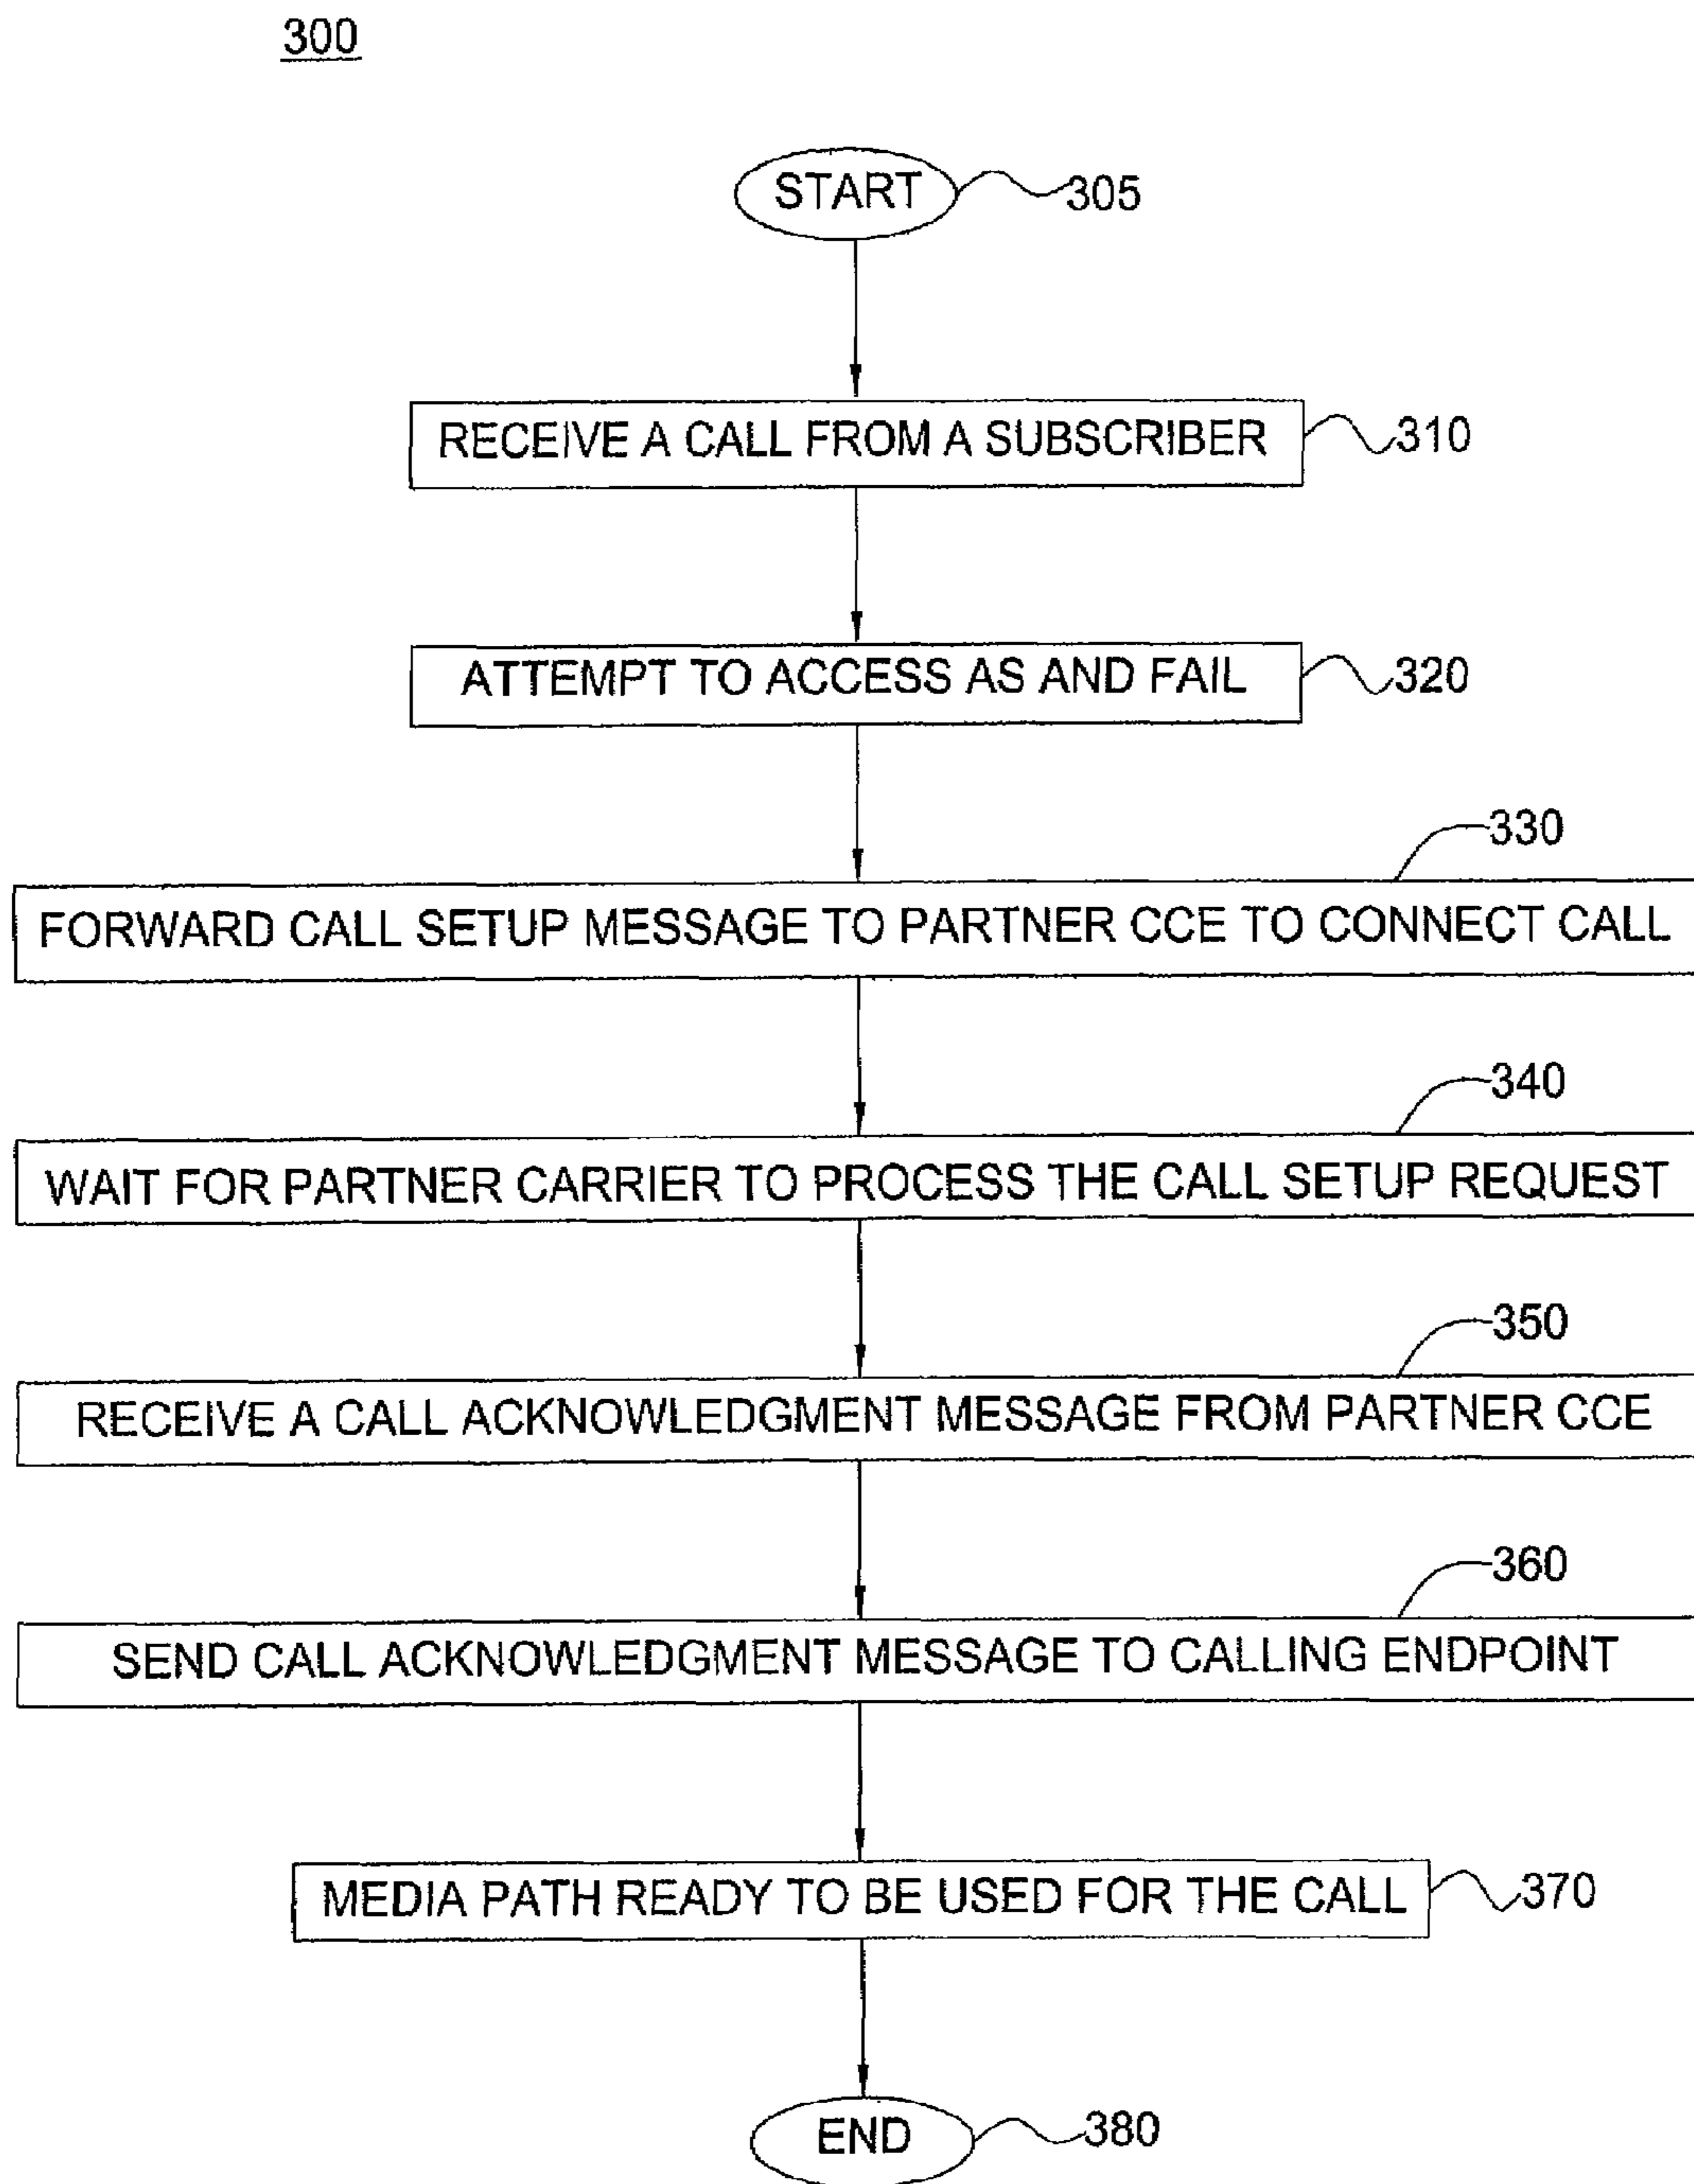 300
START 305
RECEIVE A CALL FROM A SUBSCRIBER 310
ATTEMPT TO ACCESS AS AND FAIL 320
330
FORWARD CALL SETUP MESSAGE TO PARTNER CCE TO CONNECT CALL
340
WAIT FOR PARTNER CARRIER TO PROCESS THE CALL SETUP REQUEST
350
RECEIVE A CALL ACKNOWLEDGMENT MESSAGE FROM PARTNER CCE
360
SEND CALL ACKNOWLEDGMENT MESSAGE TO CALLING ENDPOINT
MEDIA PATH READY TO BE USED FOR THE CALL 370
END 380